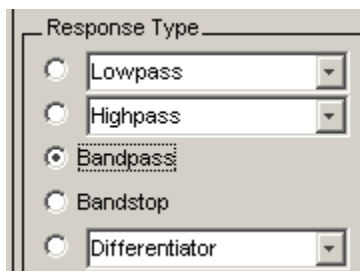 Response Type
Lowpass
Highpass
Bandpass
Bandstop
Differentiator